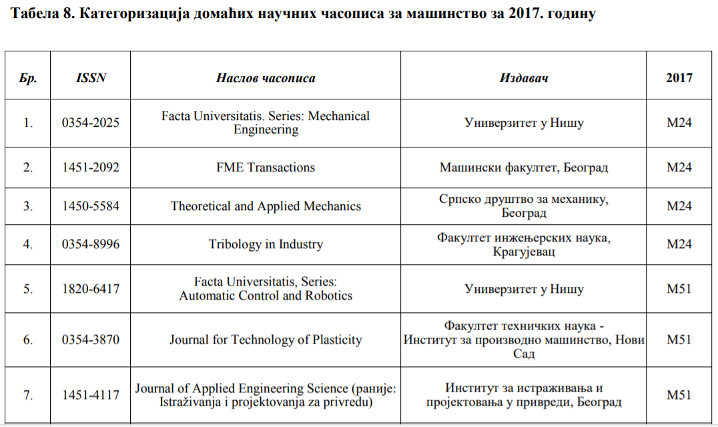 Табела 8. Категоризација домаћих научних часописа за машинство за 2017. годину
Бр. ISSN Наслов часописа Издавач 2017
1. 0354-2025 Facta Universitatis. Series: Mechanical Engineering Универзитет у Нишу M24
2. 1451-2092 FME Transactions Машински факултет, Београд M24
3. 1450-5584 Theoretical and Applied Mechanics Српско друштво за механику, Београд M24
4. 0354-8996 Tribology in Industry Факултет инжењерских наука, Крагујевац M24
5. 1820-6417 Facta Universitatis, Series: Automatic Control and Robotics Универзитет у Нишу M51
6. 0354-3870 Journal for Technology of Plasticity Факултет техничких наука - Институт за производно машинство, Нови Сад M51
7. 1451-4117 Journal of Applied Engineering Science (раније: Istraživanja i projektovanja za privredu) Институт за истраживања и пројектовања у привреди, Београд M51